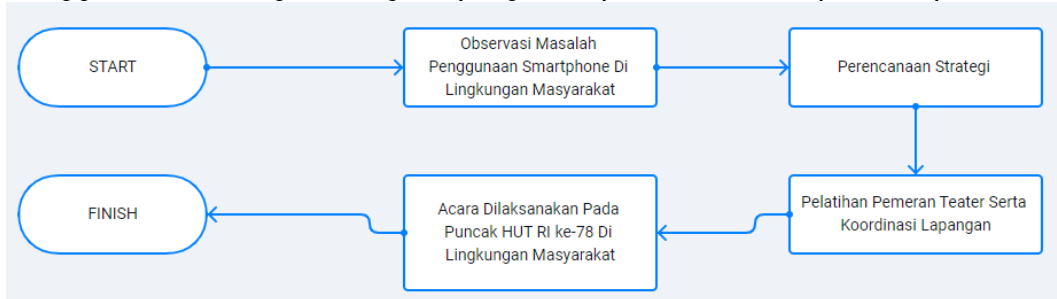 START
Observasi Masalah
Penggunaan Smartphone Di
Lingkungan Masyarakat
Perencanaan Strategi
Pelatihan Pemeran Teater Serta
Koordinasi Lapangan
Acara Dilaksanakan Pada
Puncak HUT RI ke-78 Di
Lingkungan Masyarakat
FINISH